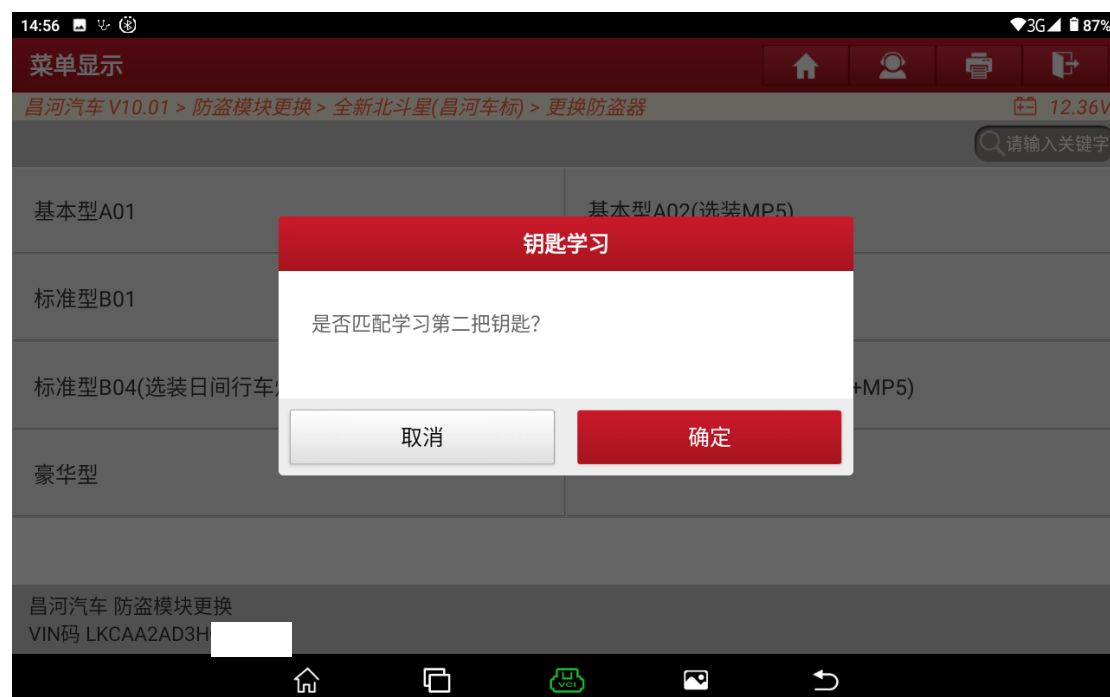 14:56 3G 87%
菜单显示
昌河汽车 V10.01 > 防盗模块更换 > 全新北斗星(昌河车标) > 更换防盗器 12.36V
请输入关键字
基本型A01 基本型A02(选装MP5)
钥匙学习
标准型B01
是否匹配学习第二把钥匙？
标准型B04(选装日间行车 +MP5)
取消 确定
豪华型
昌河汽车 防盗模块更换
VIN码 LKCAA2AD3H
VCI